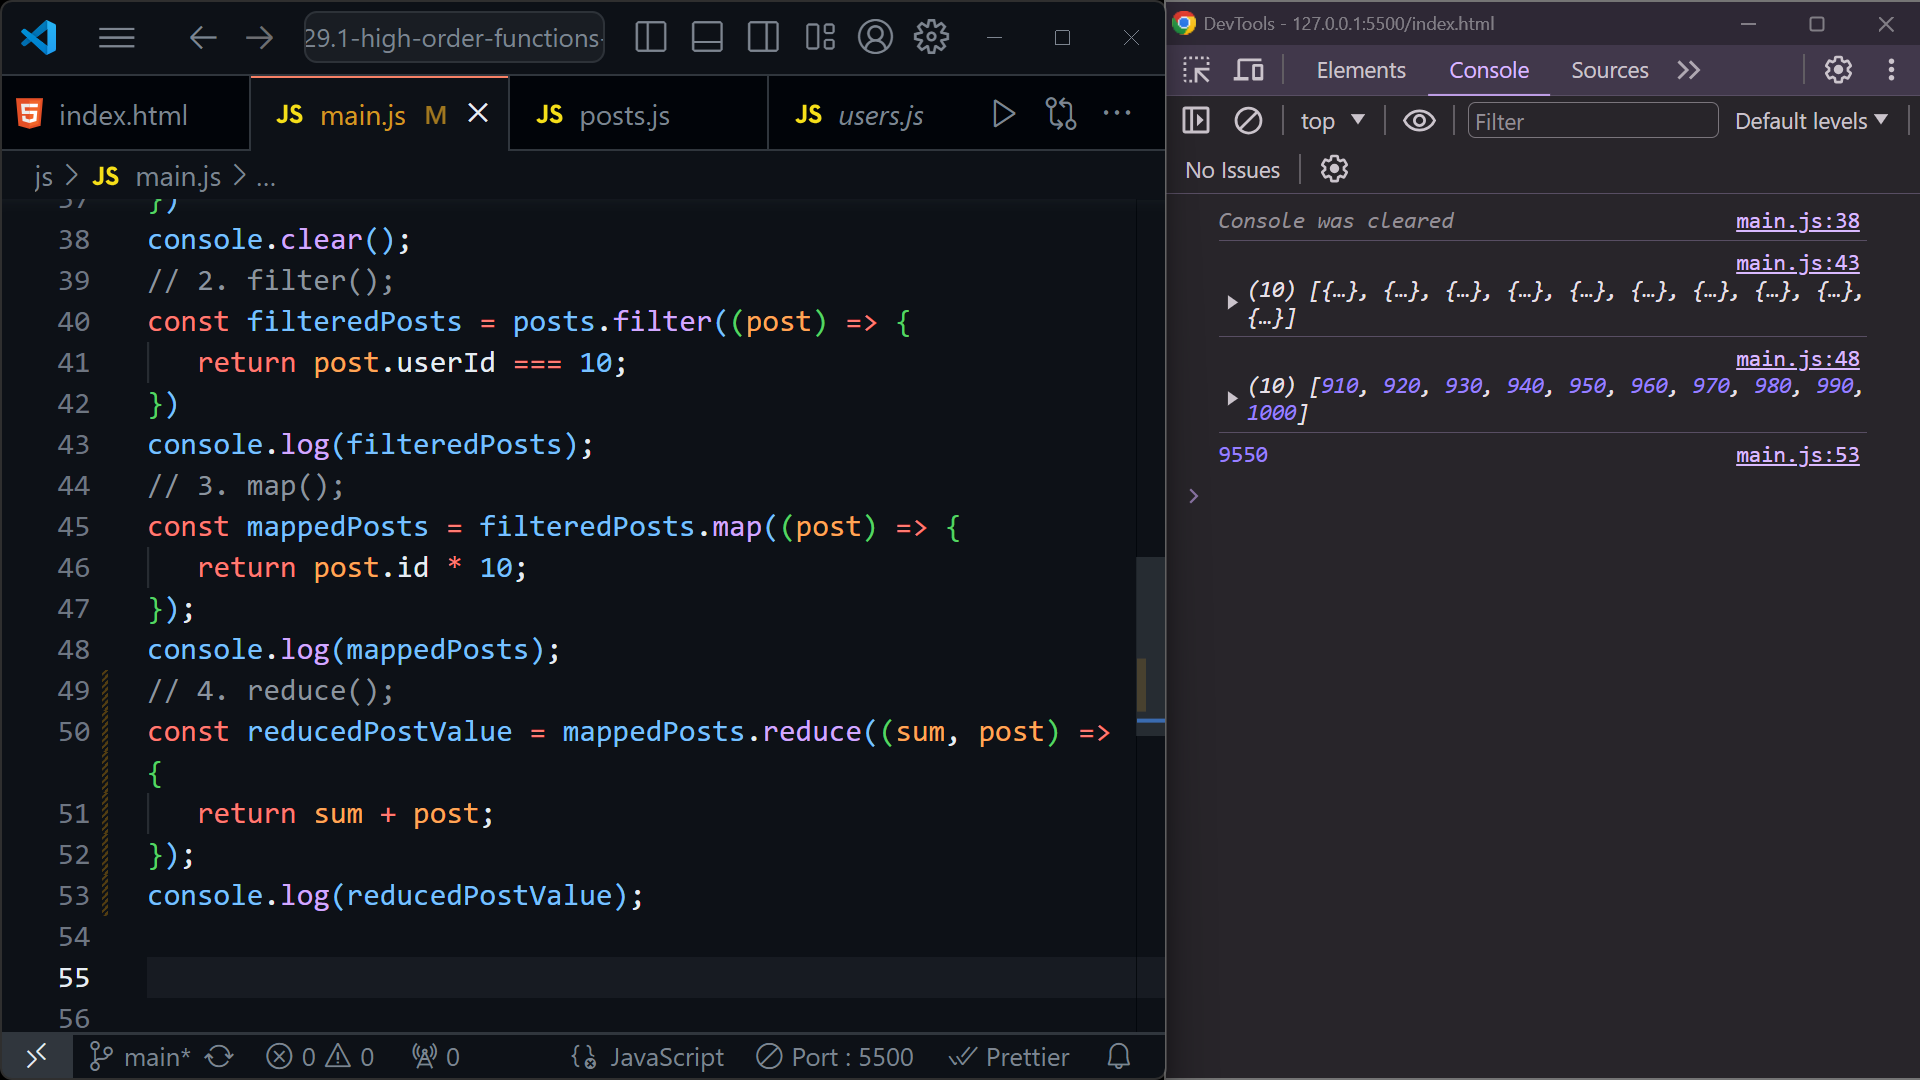 29.1-high-order-functions-
index.html
JS main.js M
JS posts.js
JS users.js
js > JS main.js > ...
37 })
38 console.clear();
39 // 2. filter();
40 const filteredPosts = posts.filter((post) => {
41 return post.userId === 10;
42 })
43 console.log(filteredPosts);
44 // 3. map();
45 const mappedPosts = filteredPosts.map((post) => {
46 return post.id * 10;
47 });
48 console.log(mappedPosts);
49 // 4. reduce();
50 const reducedPostValue = mappedPosts.reduce((sum, post) =>
{
51 return sum + post;
52 });
53 console.log(reducedPostValue);
54
55
56
main* 0 0 0 JavaScript Port : 5500 Prettier
DevTools - 127.0.0.1:5500/index.html
Elements Console Sources
top Filter Default levels
No Issues
Console was cleared main.js:38
main.js:43
(10) [{…}, {…}, {…}, {…}, {…}, {…}, {…}, {…}, {…},
{…}]
main.js:48
(10) [910, 920, 930, 940, 950, 960, 970, 980, 990,
1000]
9550 main.js:53